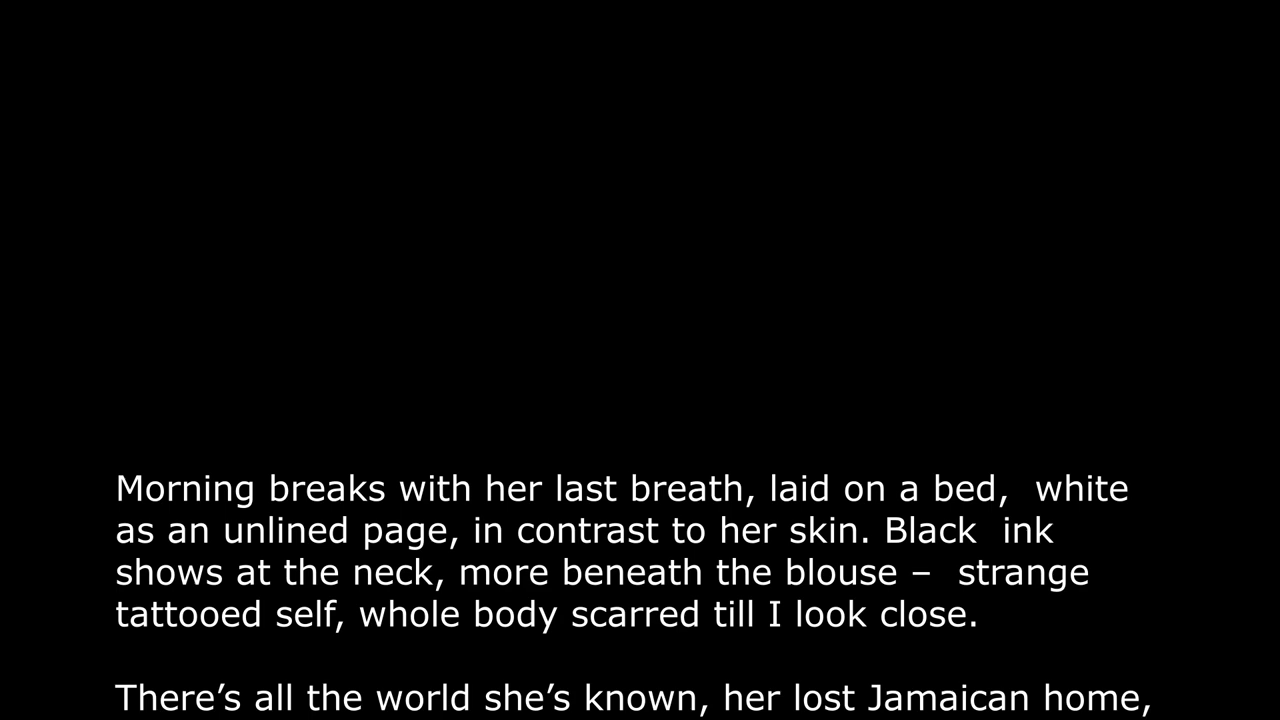 Morning breaks with her last breath, laid on a bed,  white
as an unlined page, in contrast to her skin. Black  ink
shows at the neck, more beneath the blouse –  strange
tattooed self, whole body scarred till I look close.
There’s all the world she’s known, her lost Jamaican home,